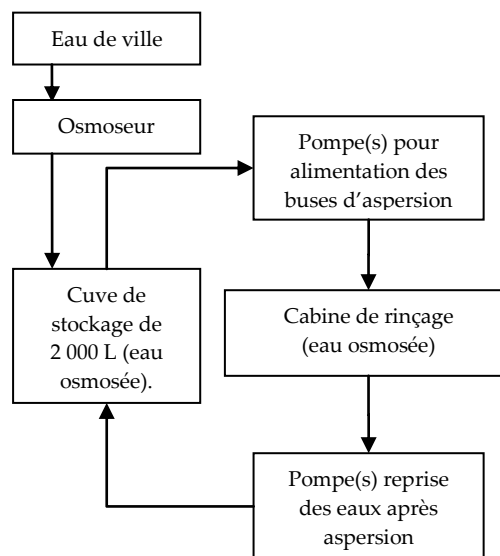 Eau de ville
Osmoseur
Pompe(s) pour
alimentation des
buses d'aspersion
Cuve de
stockage de
2 000 L (eau
osmosée).
Cabine de rinçage
(eau osmosée)
Pompe(s) reprise
des eaux après
aspersion